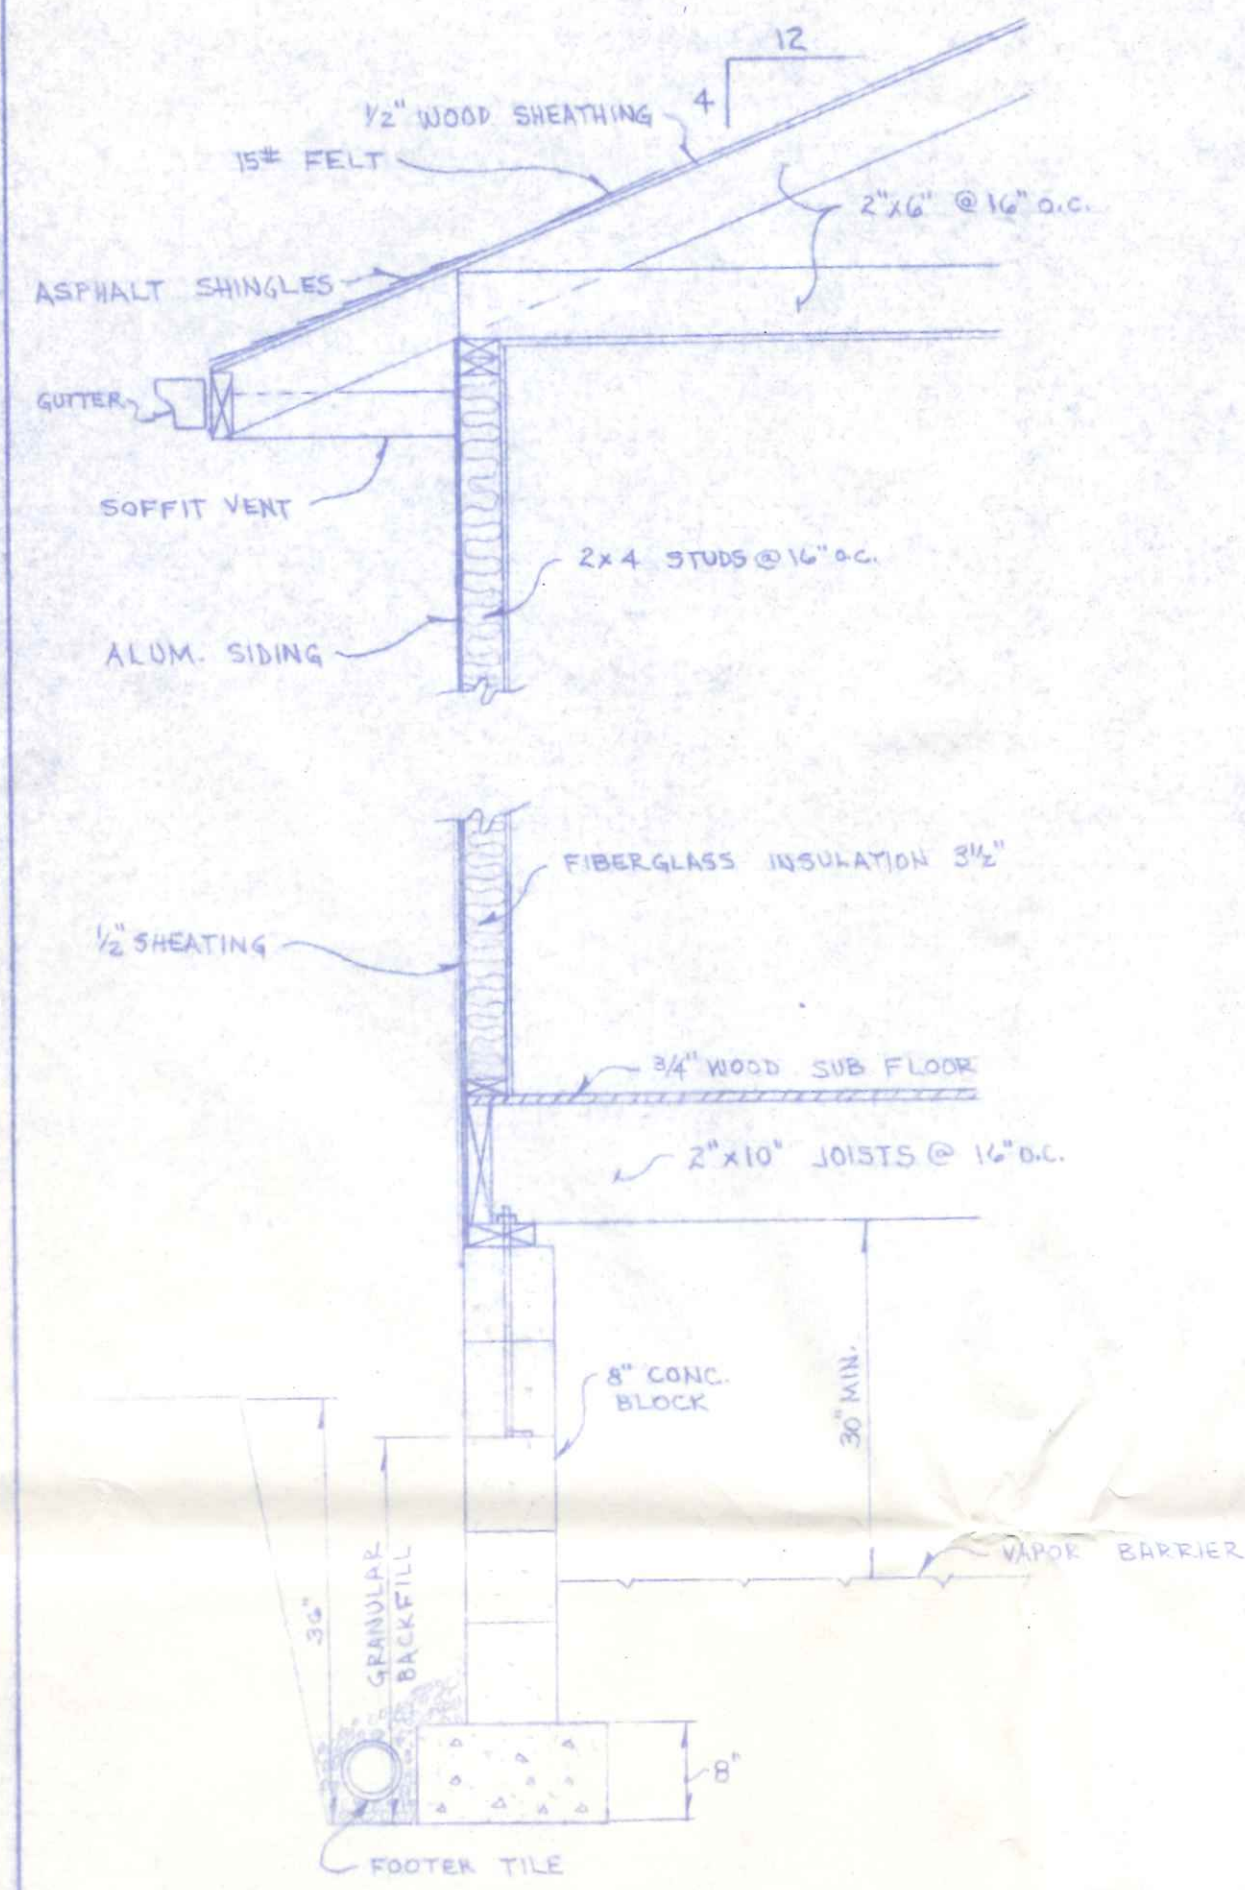 12
4
1/2" WOOD SHEATHING
15# FELT
2"x6" @ 16" O.C.
ASPHALT SHINGLES
GUTTER
SOFFIT VENT
2x4 STUDS @ 16" O.C.
ALUM. SIDING
FIBERGLASS INSULATION 3½"
½" SHEATING
3/4" WOOD SUB FLOOR
2"x10" JOISTS @ 16" O.C.
8" CONC.
BLOCK
30" MIN.
VAPOR BARRIER
36"
GRANULAR
BACKFILL
8"
FOOTER TILE